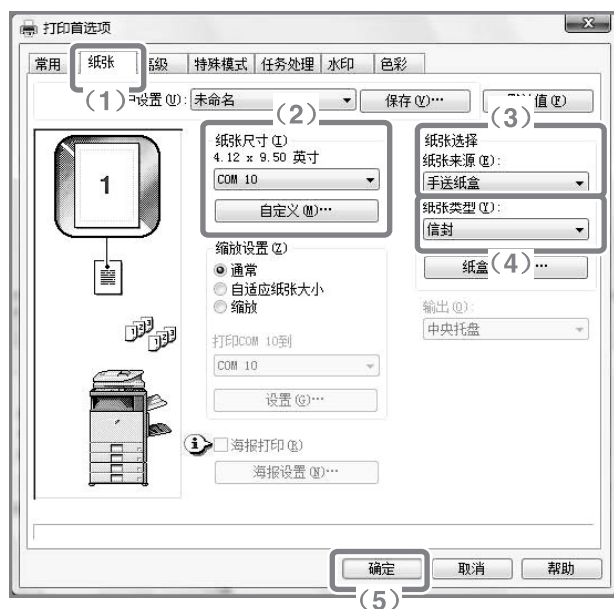 打印首选项
常用 纸张 高级 特殊模式 任务处理 水印 色彩
(1) 设置(U): 未命名 保存(V)… 值(F)
(2) (3)
纸张尺寸(I)
4.12 x 9.50 英寸
COM 10
自定义(M)…
纸张选择
纸张来源(R):
手送纸盒
纸张类型(Y):
信封
纸盒 (4) …
输出(O):
中央托盘
1
缩放设置(Z)
通常
自适应纸张大小
缩放
打印COM 10到
COM 10
设置(G)…
123
123
海报打印(B)
海报设置(N)…
确定 取消 帮助
(5)